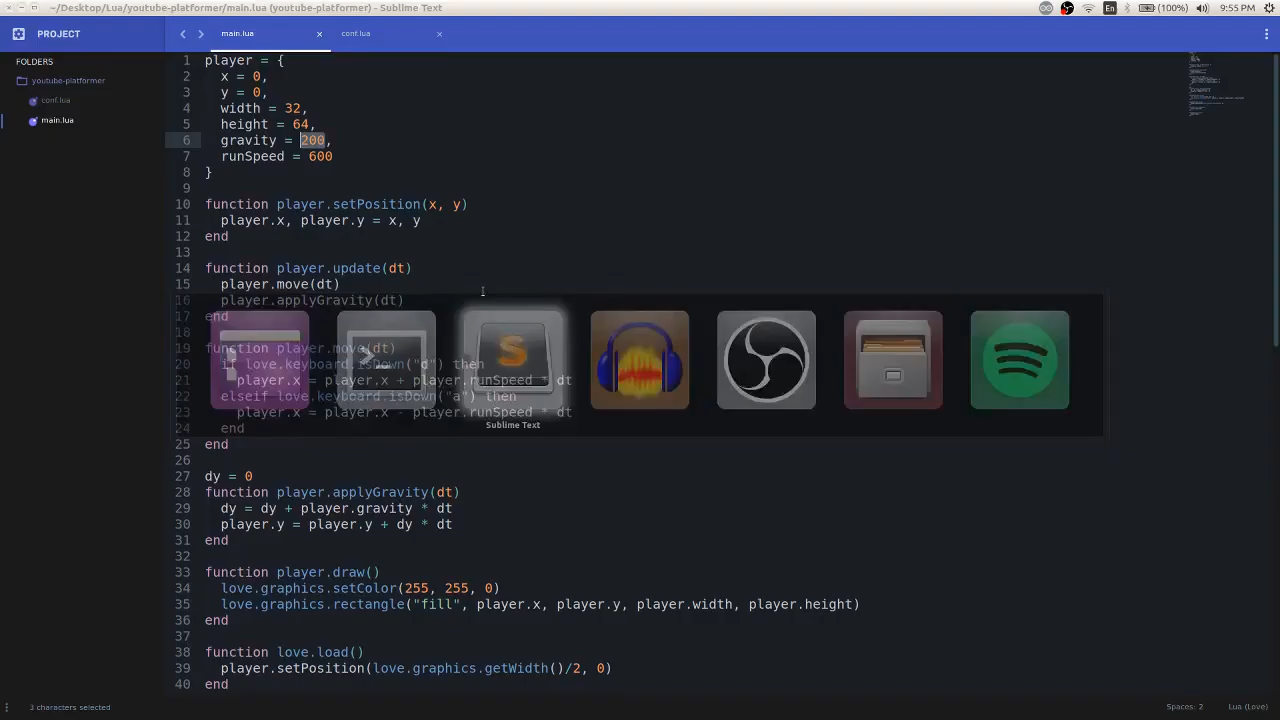 ~/Desktop/Lua/youtube-platformer/main.lua (youtube-platformer) - Sublime Text
En
(100%)
9:55 PM
PROJECT
main.lua
conf.lua
FOLDERS
youtube-platformer
conf.lua
main.lua
1 player = {
2   x = 0,
3   y = 0,
4   width = 32,
5   height = 64,
6   gravity = 200,
7   runSpeed = 600
8 }
9
10 function player.setPosition(x, y)
11   player.x, player.y = x, y
12 end
13
14 function player.update(dt)
15   player.move(dt)
16   player.applyGravity(dt)
17 end
18
19 function player.move(dt)
20   if love.keyboard.isDown("d") then
21     player.x = player.x + player.runSpeed * dt
22   elseif love.keyboard.isDown("a") then
23     player.x = player.x - player.runSpeed * dt
24   end
Sublime Text
25 end
26
27 dy = 0
28 function player.applyGravity(dt)
29   dy = dy + player.gravity * dt
30   player.y = player.y + dy * dt
31 end
32
33 function player.draw()
34   love.graphics.setColor(255, 255, 0)
35   love.graphics.rectangle("fill", player.x, player.y, player.width, player.height)
36 end
37
38 function love.load()
39   player.setPosition(love.graphics.getWidth()/2, 0)
40 end
3 characters selected
Spaces: 2
Lua (Love)